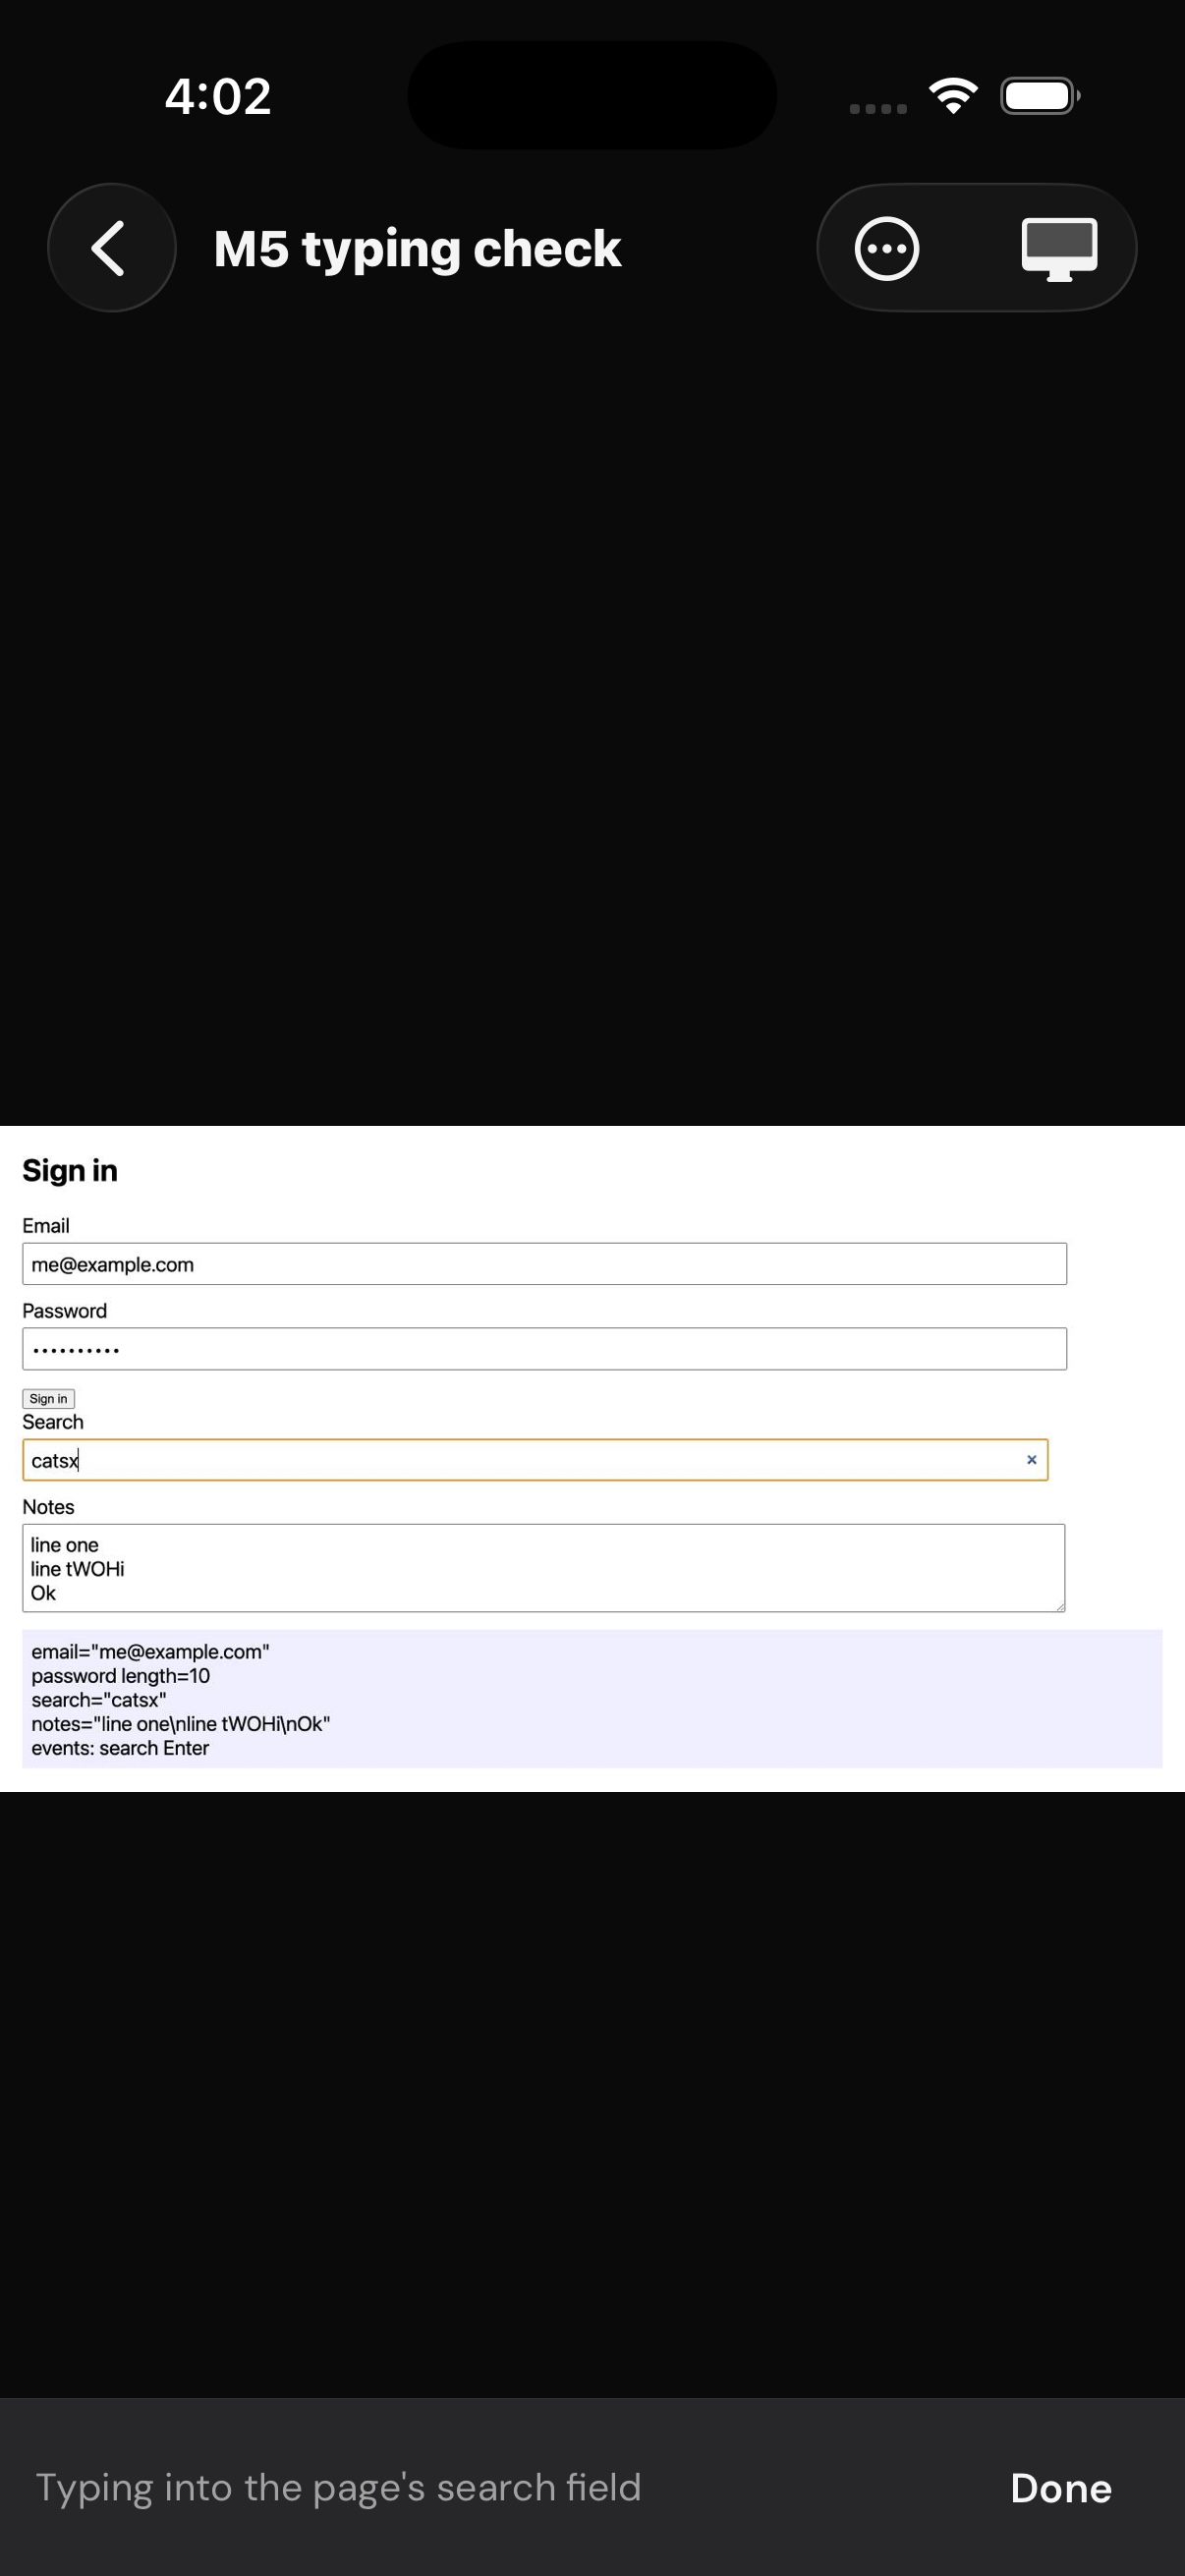 4:02
M5 typing check
Sign in
Email
me@example.com
Password
••••••••••
Sign in
Search
catsx
×
Notes
line one
line tWOHi
Ok
email="me@example.com"
password length=10
search="catsx"
notes="line one\nline tWOHi\nOk"
events: search Enter
Typing into the page's search field
Done